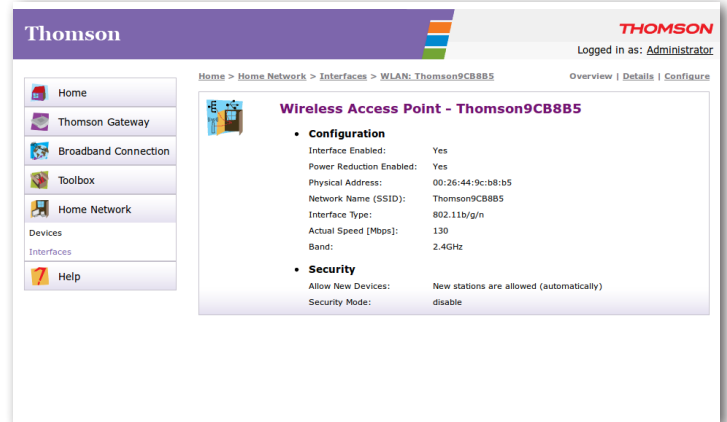 Thomson
THOMSON
Logged in as: Administrator
Home > Home Network > Interfaces > WLAN: Thomson9CB8B5
Overview | Details | Configure
Home
Thomson Gateway
Broadband Connection
Toolbox
Home Network
Devices
Interfaces
Help
Wireless Access Point - Thomson9CB8B5
• Configuration
Interface Enabled: Yes
Power Reduction Enabled: Yes
Physical Address: 00:26:44:9c:b8:b5
Network Name (SSID): Thomson9CB8B5
Interface Type: 802.11b/g/n
Actual Speed [Mbps]: 130
Band: 2.4GHz
• Security
Allow New Devices: New stations are allowed (automatically)
Security Mode: disable